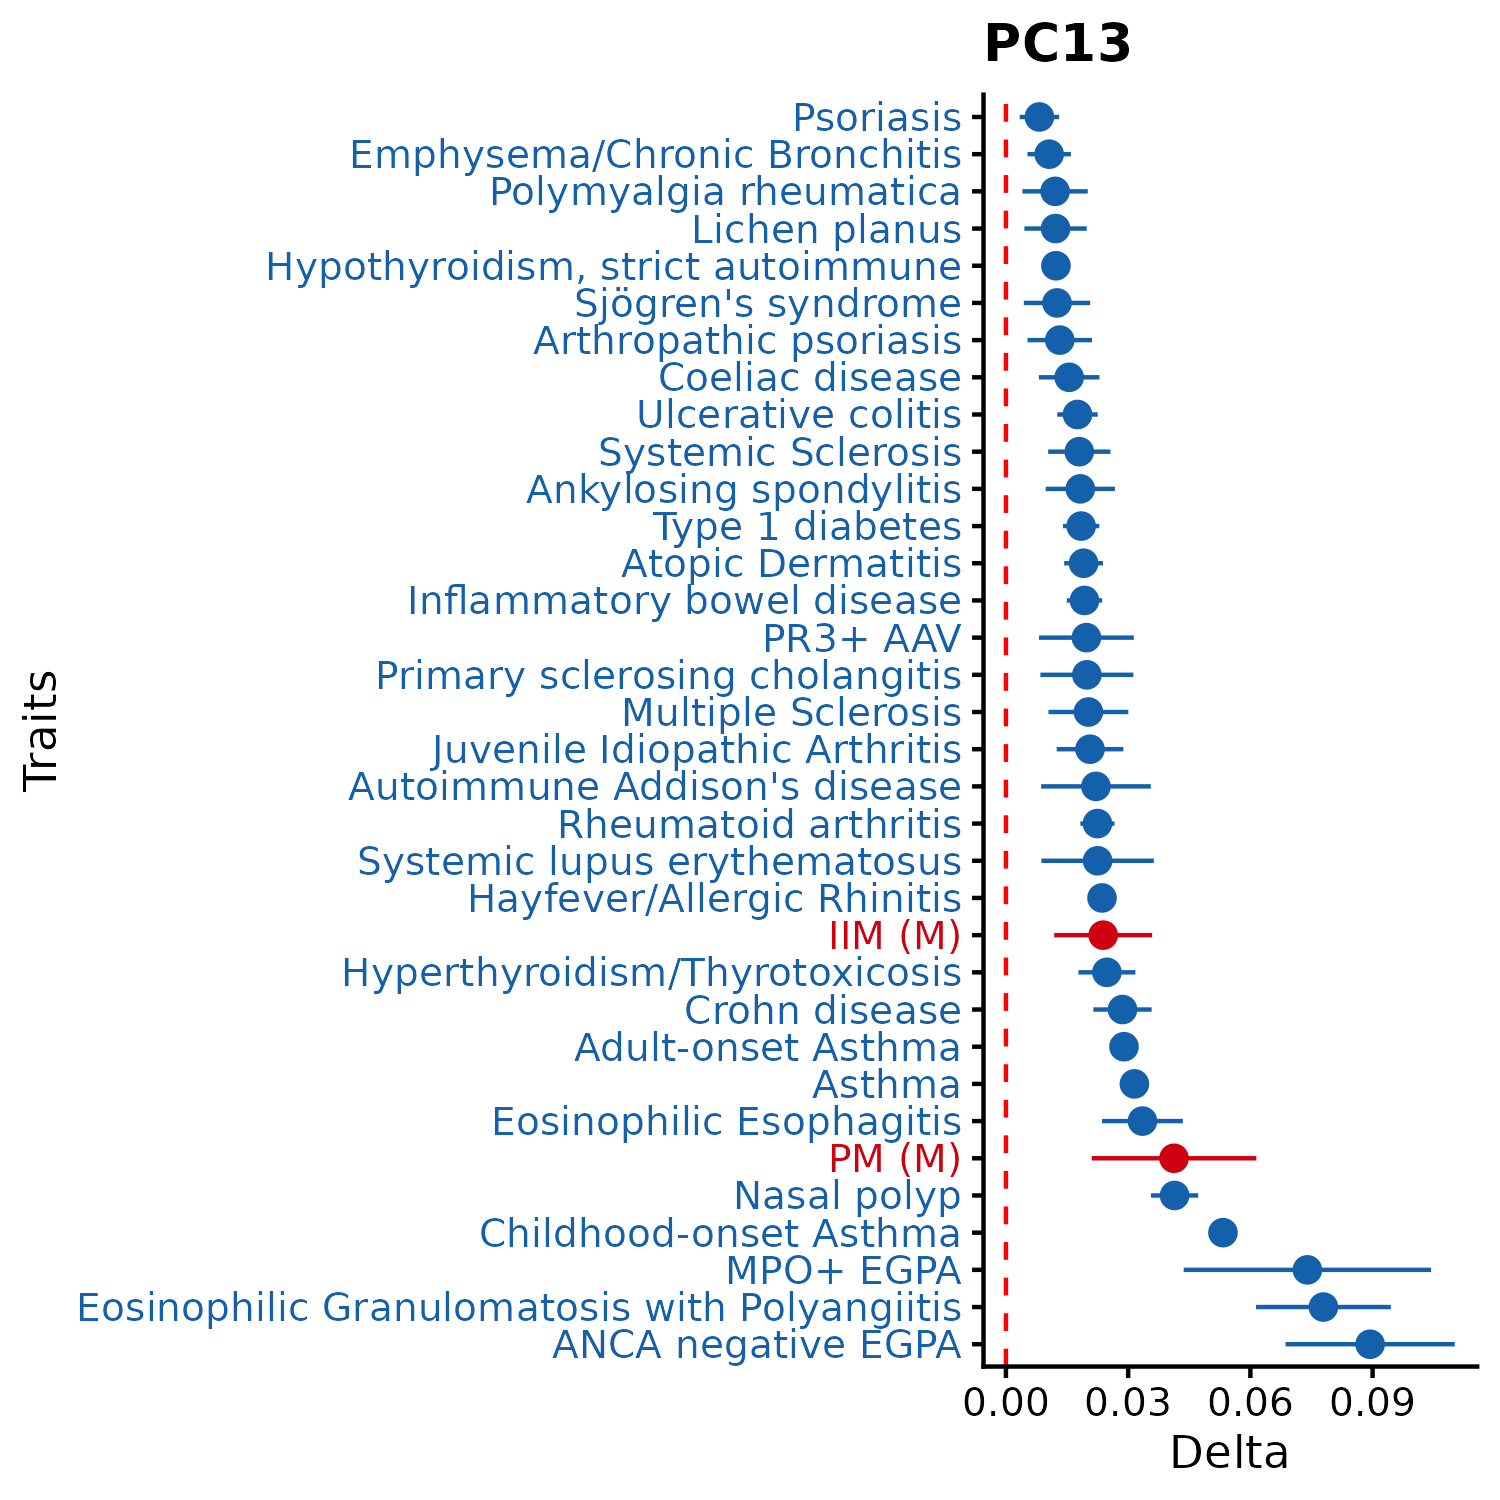 PC13
Psoriasis
Emphysema/Chronic Bronchitis
Polymyalgia rheumatica
Lichen planus
Hypothyroidism, strict autoimmune
Sjögren's syndrome
Arthropathic psoriasis
Coeliac disease
Ulcerative colitis
Systemic Sclerosis
Ankylosing spondylitis
Type 1 diabetes
Atopic Dermatitis
Inflammatory bowel disease
PR3+ AAV
Primary sclerosing cholangitis
Multiple Sclerosis
Juvenile Idiopathic Arthritis
Autoimmune Addison's disease
Rheumatoid arthritis
Systemic lupus erythematosus
Hayfever/Allergic Rhinitis
IIM (M)
Hyperthyroidism/Thyrotoxicosis
Crohn disease
Adult-onset Asthma
Asthma
Eosinophilic Esophagitis
PM (M)
Nasal polyp
Childhood-onset Asthma
MPO+ EGPA
Eosinophilic Granulomatosis with Polyangiitis
ANCA negative EGPA
Traits
0.00 0.03 0.06 0.09
Delta